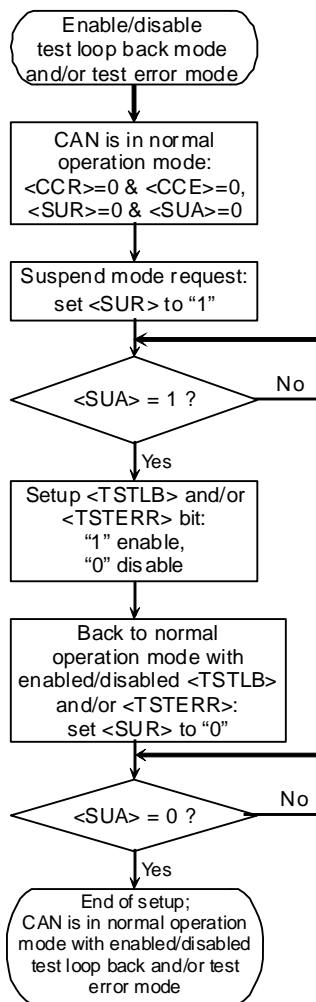 Enable/disable
test loop back mode
and/or test error mode
CAN is in normal
operation mode:
<CCR>=0 & <CCE>=0,
<SUR>=0 & <SUA>=0
Suspend mode request:
set <SUR> to “1”
<SUA> = 1 ?
No
Yes
Setup <TSTLB> and/or
<TSTERR> bit:
“1” enable,
“0” disable
Back to normal
operation mode with
enabled/disabled <TSTLB>
and/or <TSTERR>:
set <SUR> to “0”
<SUA> = 0 ?
No
Yes
End of setup;
CAN is in normal operation
mode with enabled/disabled
test loop back and/or test
error mode